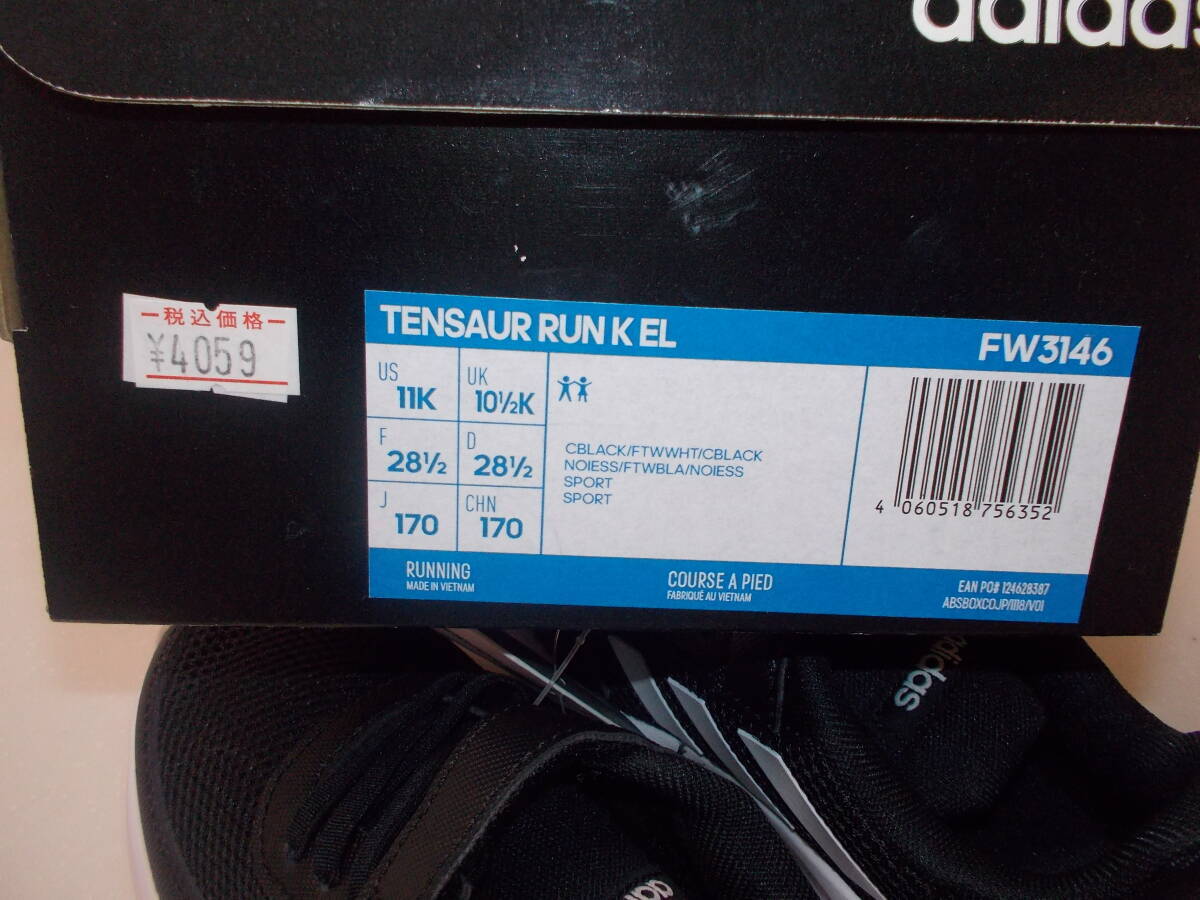 adidas
ー税込価格ー
¥4059
TENSAUR RUN K EL
FW3146
US
11K
UK
10½K
F
28½
D
28½
J
170
CHN
170
CBLACK/FTWWHT/CBLACK
NOIESS/FTWBLA/NOIESS
SPORT
SPORT
4 060518 756352
RUNNING
MADE IN VIETNAM
COURSE A PIED
FABRIQUÉ AU VIETNAM
EAN PO# 124628387
ABSBOXCOJP/1118/V01
adidas
adidas